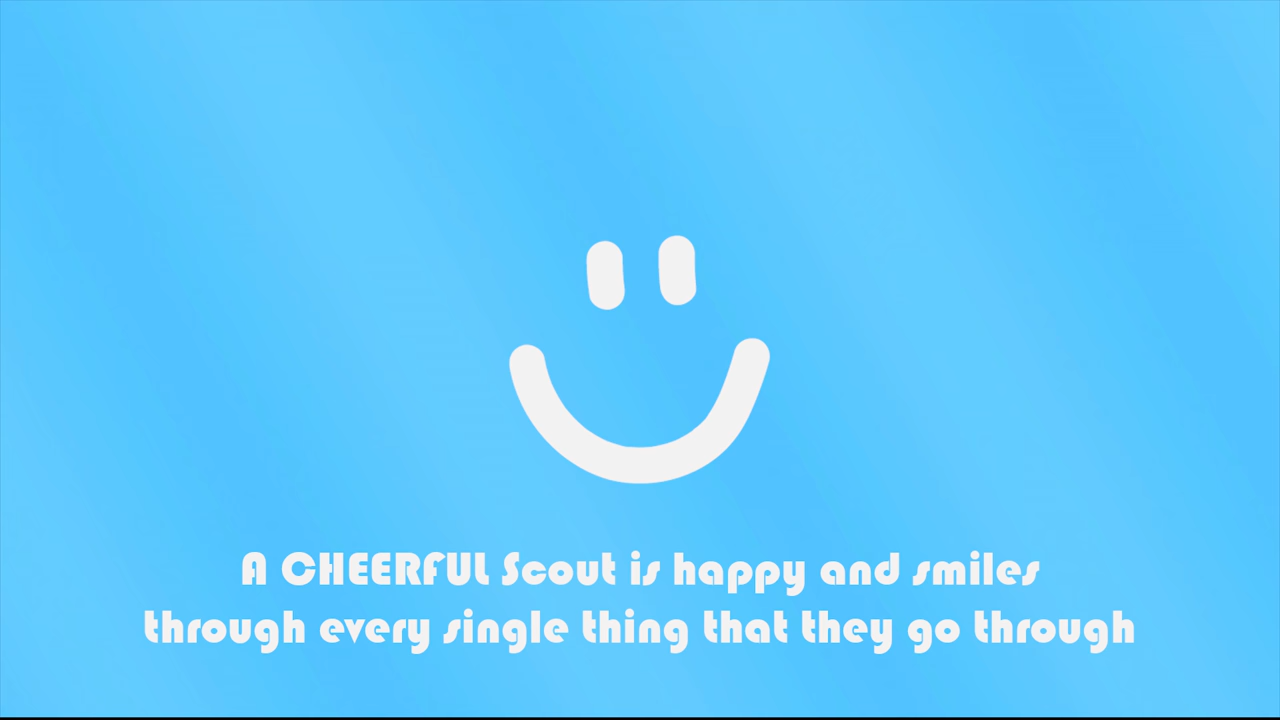 A CHEERFUL Scout is happy and smiles
through every single thing that they go through